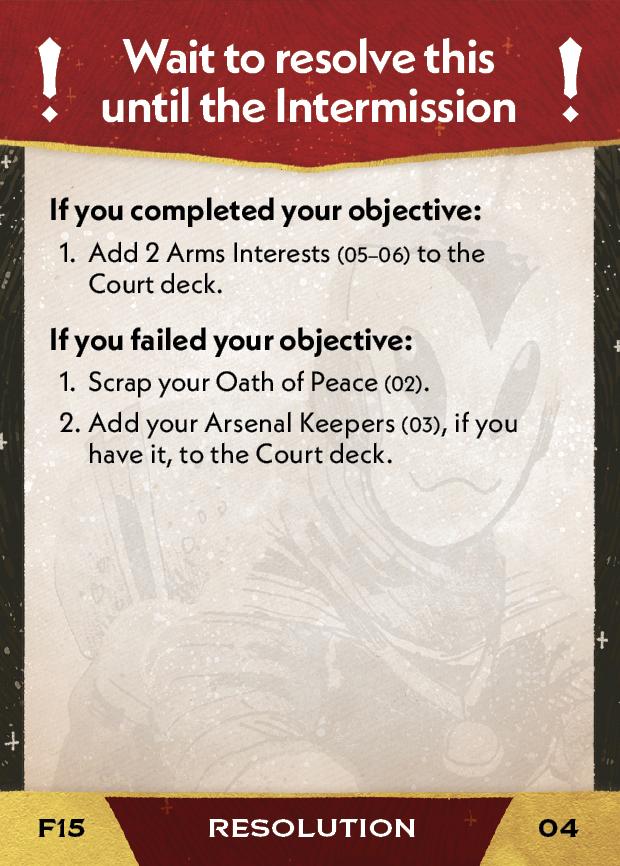 Wait to resolve this
until the Intermission
If you completed your objective:
1. Add 2 Arms Interests (05–06) to the
Court deck.
If you failed your objective:
1. Scrap your Oath of Peace (02).
2. Add your Arsenal Keepers (03), if you
have it, to the Court deck.
F15 RESOLUTION 04